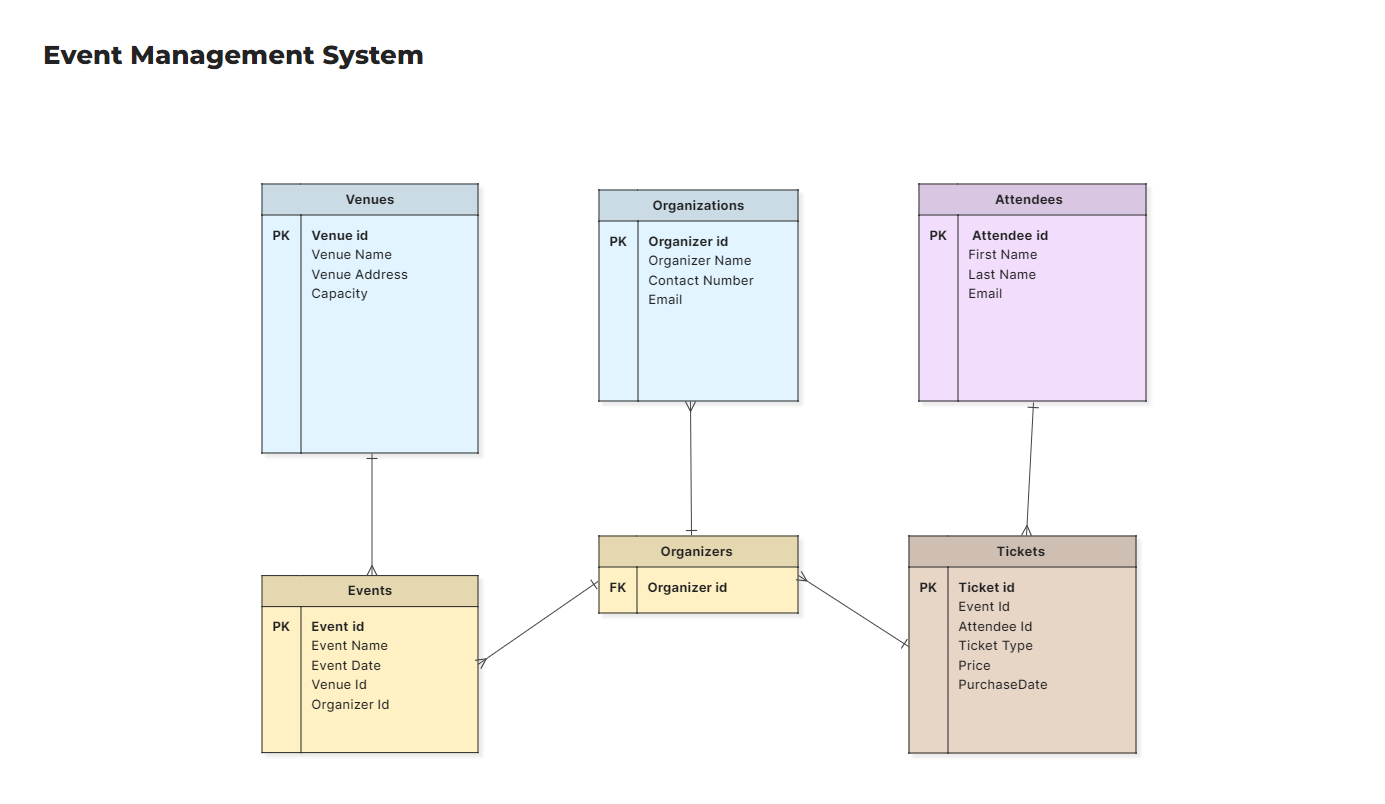 Event Management System
Venues
PK Venue id
Venue Name
Venue Address
Capacity
Organizations
PK Organizer id
Organizer Name
Contact Number
Email
Attendees
PK Attendee id
First Name
Last Name
Email
Events
PK Event id
Event Name
Event Date
Venue Id
Organizer Id
Organizers
FK Organizer id
Tickets
PK Ticket id
Event Id
Attendee Id
Ticket Type
Price
PurchaseDate